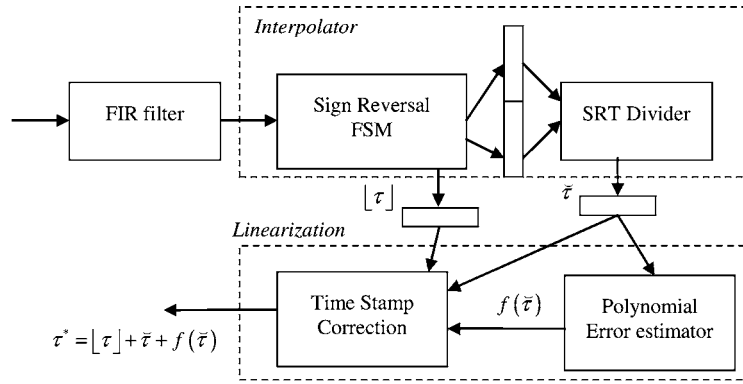 Interpolator
FIR filter
Sign Reversal
FSM
SRT Divider
⌊τ⌋
τ̆
Linearization
Time Stamp
Correction
f(τ̆)
Polynomial
Error estimator
τ* = ⌊τ⌋ + τ̆ + f(τ̆)